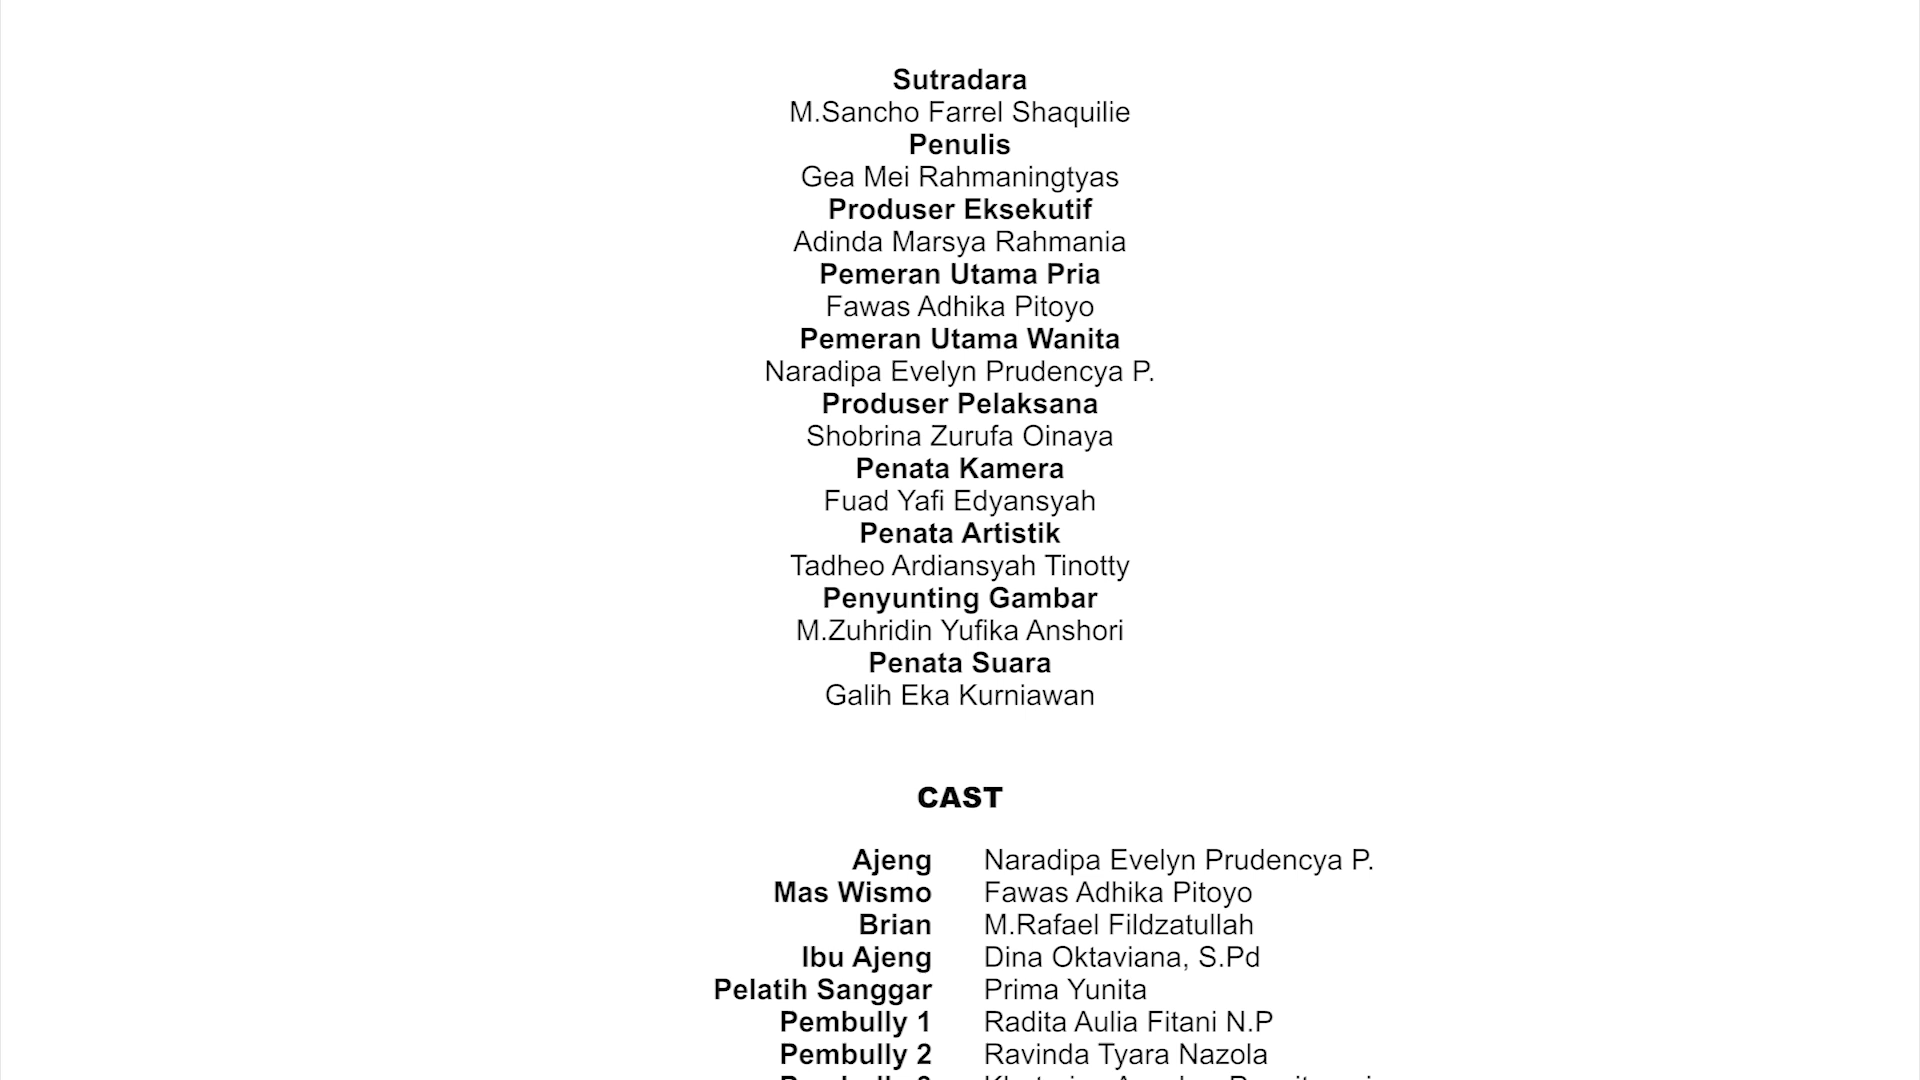 Sutradara
M.Sancho Farrel Shaquilie
Penulis
Gea Mei Rahmaningtyas
Produser Eksekutif
Adinda Marsya Rahmania
Pemeran Utama Pria
Fawas Adhika Pitoyo
Pemeran Utama Wanita
Naradipa Evelyn Prudencya P.
Produser Pelaksana
Shobrina Zurufa Oinaya
Penata Kamera
Fuad Yafi Edyansyah
Penata Artistik
Tadheo Ardiansyah Tinotty
Penyunting Gambar
M.Zuhridin Yufika Anshori
Penata Suara
Galih Eka Kurniawan
CAST
Ajeng Naradipa Evelyn Prudencya P.
Mas Wismo Fawas Adhika Pitoyo
Brian M.Rafael Fildzatullah
Ibu Ajeng Dina Oktaviana, S.Pd
Pelatih Sanggar Prima Yunita
Pembully 1 Radita Aulia Fitani N.P
Pembully 2 Ravinda Tyara Nazola